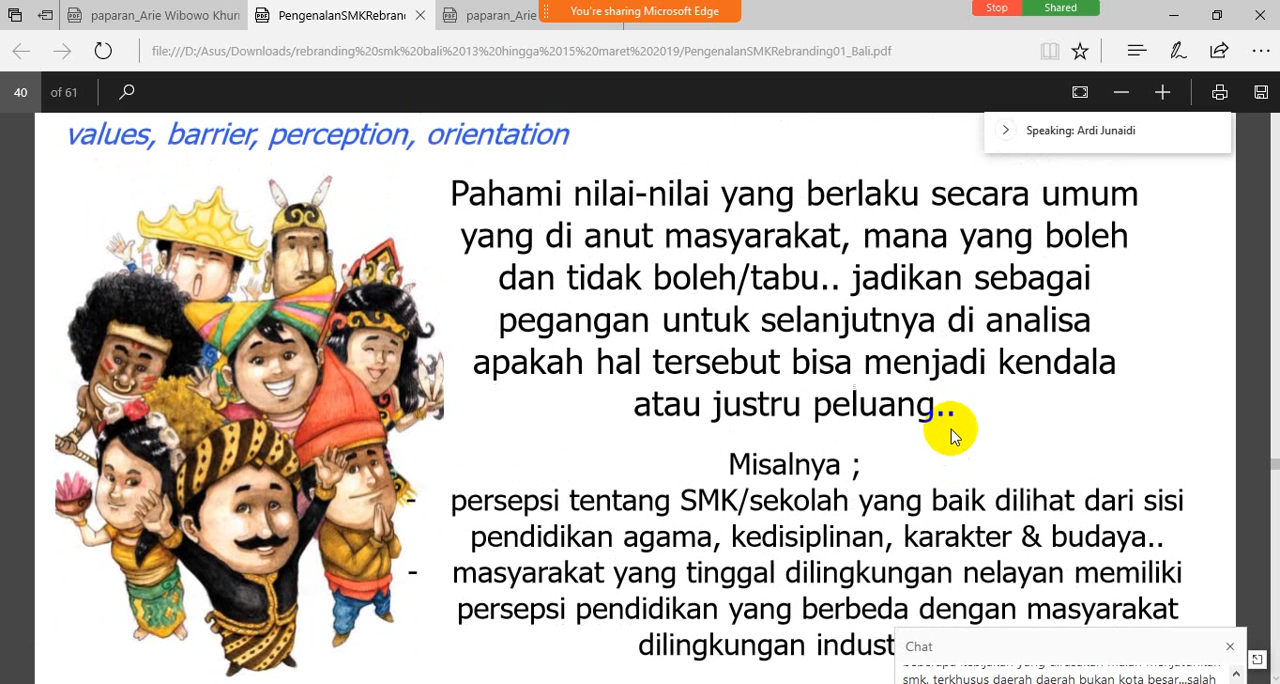 paparan_Arie Wibowo Khuri
PengenalanSMKRebran
paparan_Arie
You're sharing Microsoft Edge
Stop
Shared
file:///D:/Asus/Downloads/rebranding%20smk%20bali%2013%20hingga%2015%20maret%202019/PengenalanSMKRebranding01_Bali.pdf
40 of 61
Speaking: Ardi Junaidi
values, barrier, perception, orientation
Pahami nilai-nilai yang berlaku secara umum
yang di anut masyarakat, mana yang boleh
dan tidak boleh/tabu.. jadikan sebagai
pegangan untuk selanjutnya di analisa
apakah hal tersebut bisa menjadi kendala
atau justru peluang..
Misalnya ;
- persepsi tentang SMK/sekolah yang baik dilihat dari sisi
pendidikan agama, kedisiplinan, karakter & budaya..
- masyarakat yang tinggal dilingkungan nelayan memiliki
persepsi pendidikan yang berbeda dengan masyarakat
dilingkungan indust
Chat
smk, terkhusus daerah daerah bukan kota besar...salah